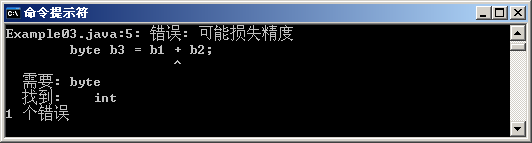 命令提示符
Example03.java:5: 错误: 可能损失精度
        byte b3 = b1 + b2;
                     ^
  需要: byte
  找到:    int
1 个错误